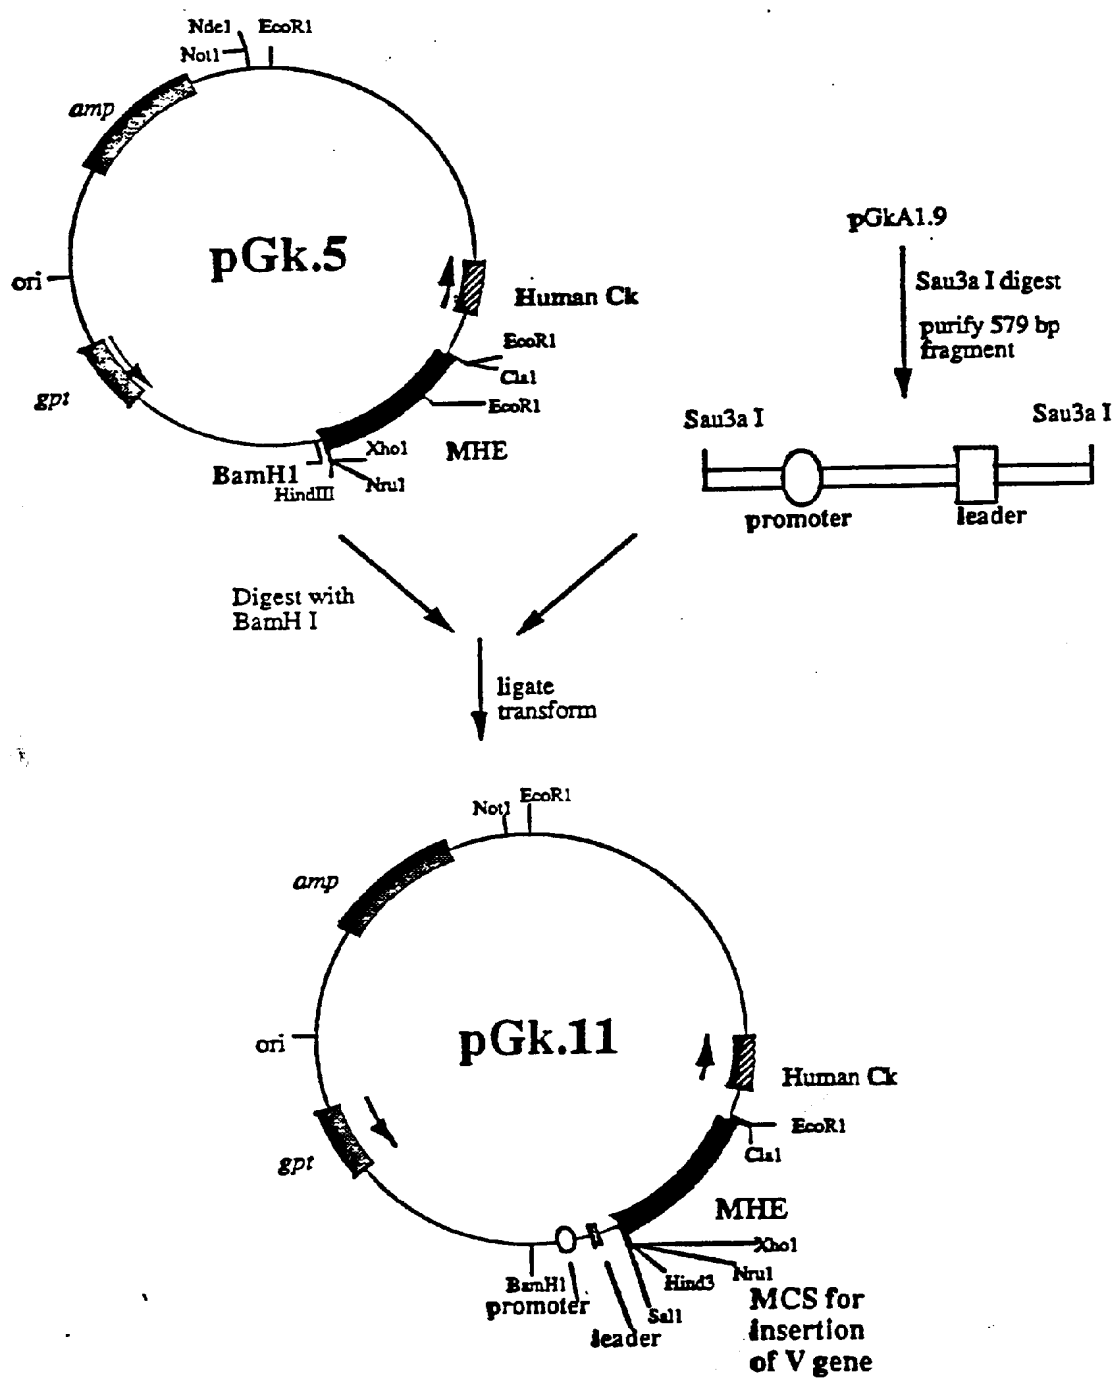 Nde1
EcoR1
Not1
amp
pGk.5
ori
Human Ck
EcoR1
Cla1
EcoR1
gpt
MHE
Xho1
BamH1
HindIII
Nru1
pGkA1.9
Sau3a I digest
purify 579 bp
fragment
Sau3a I
Sau3a I
promoter
leader
Digest with
BamH I
ligate
transform
Not1
EcoR1
amp
pGk.11
ori
Human Ck
EcoR1
Cla1
gpt
MHE
Xho1
Nru1
Hind3
Sal1
BamH1
promoter
leader
MCS for
insertion
of V gene